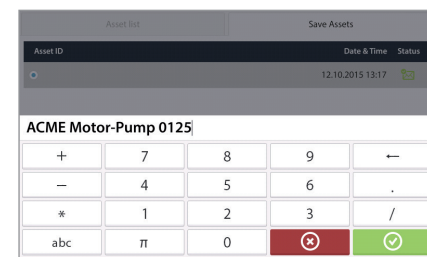 Asset list Save Assets
Asset ID Date & Time Status
12.10.2015 13:17
ACME Motor-Pump 0125
+ 7 8 9 ←
− 4 5 6 .
* 1 2 3 /
abc π 0